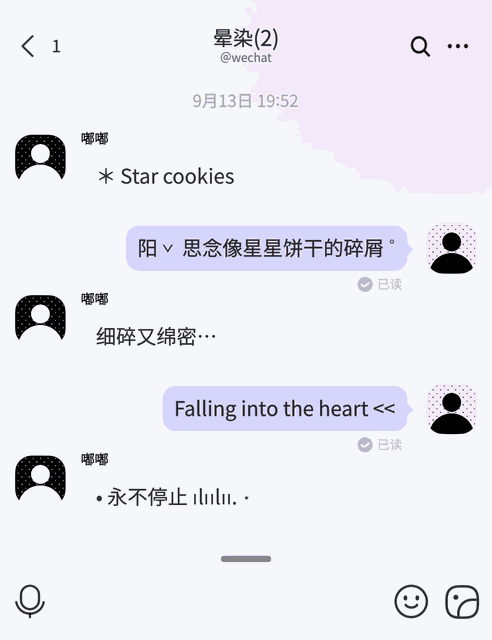 1
晕染(2)
@wechat
9月13日 19:52
嘟嘟
＊ Star cookies
阳 ᵛ 思念像星星饼干的碎屑 ˚
已读
嘟嘟
细碎又绵密…
Falling into the heart <<
已读
嘟嘟
• 永不停止 ıllıılıı. ⋆